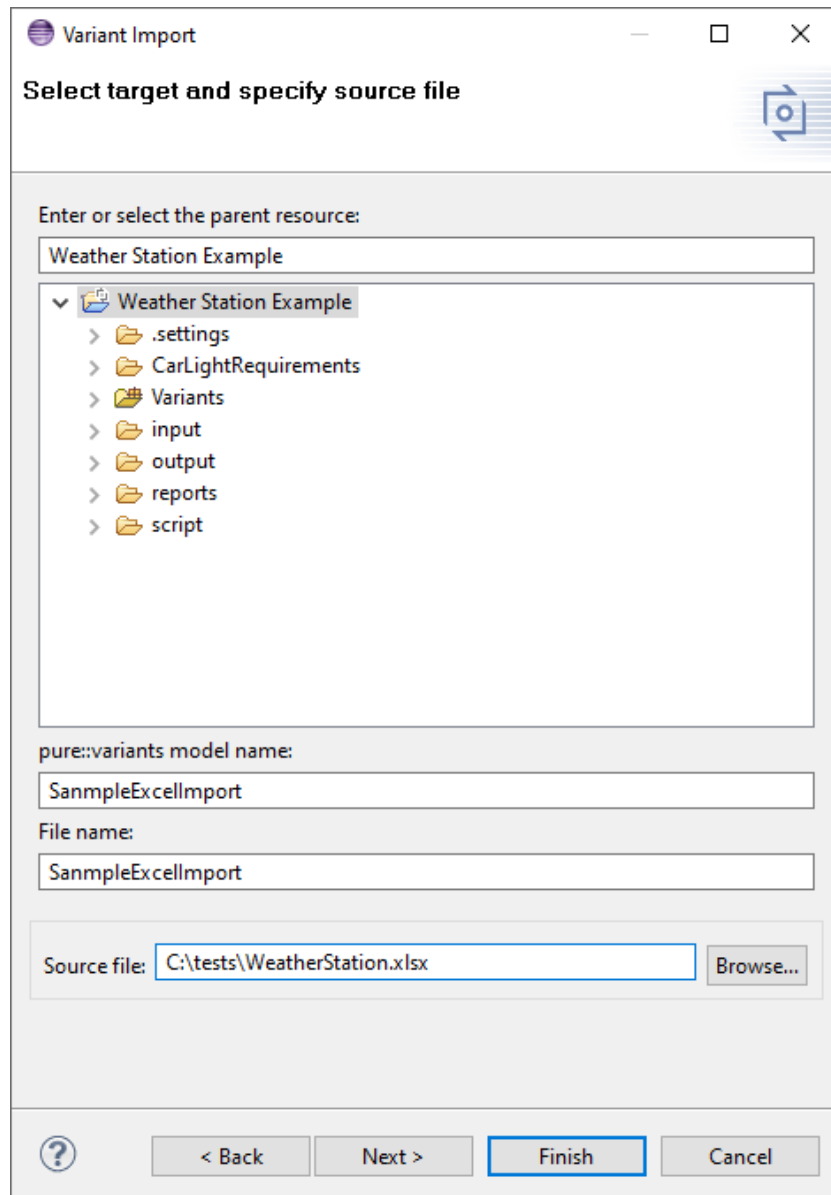 Variant Import
Select target and specify source file
Enter or select the parent resource:
Weather Station Example
Weather Station Example
.settings
CarLightRequirements
Variants
input
output
reports
script
pure::variants model name:
SanmpleExcelImport
File name:
SanmpleExcelImport
Source file: C:\tests\WeatherStation.xlsx Browse...
? < Back Next > Finish Cancel